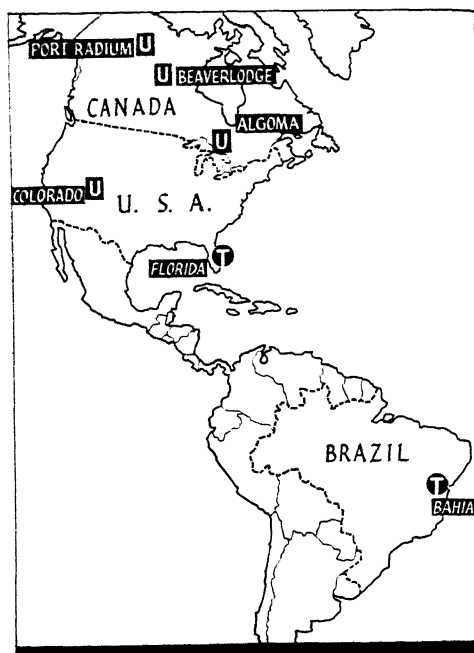 PORT RADIUM U
U BEAVERLODGE
CANADA
ALGOMA
U
COLORADO U
U. S. A.
T
FLORIDA
BRAZIL
T
BAHIA